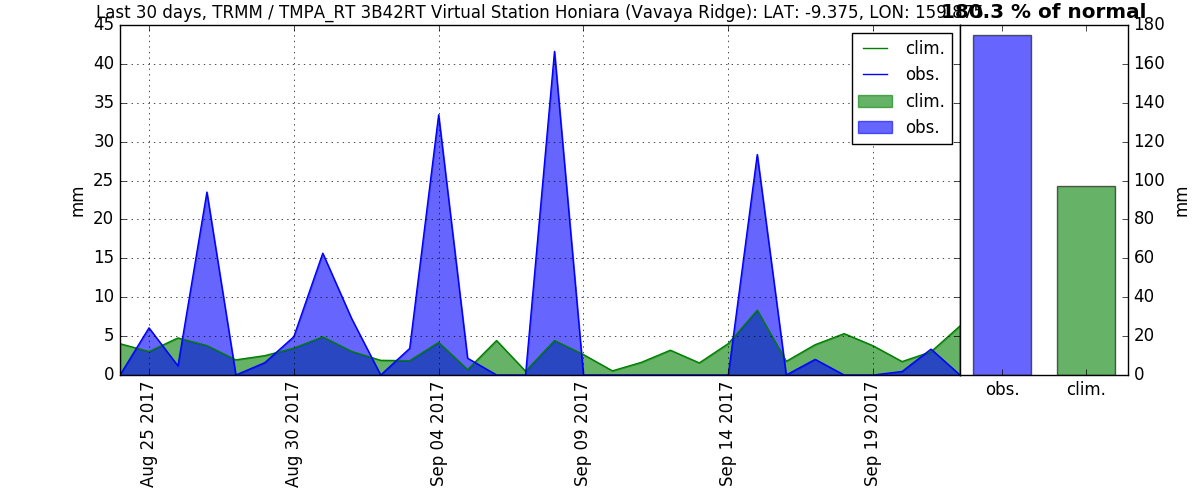 Last 30 days, TRMM / TMPA_RT 3B42RT Virtual Station Honiara (Vavaya Ridge): LAT: -9.375, LON:
180.3 % of normal
45
40
35
30
25
20
15
10
5
0
mm
clim.
obs.
clim.
obs.
180
160
140
120
100
80
60
40
20
0
mm
obs.
clim.
Aug 25 2017
Aug 30 2017
Sep 04 2017
Sep 09 2017
Sep 14 2017
Sep 19 2017